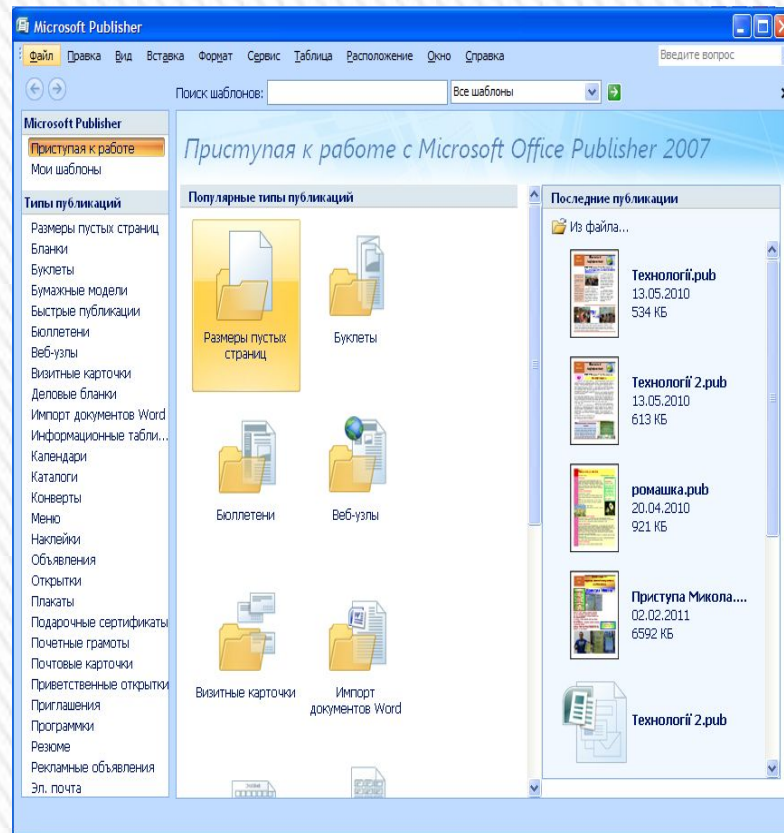 Microsoft Publisher
Файл Правка Вид Вставка Формат Сервис Таблица Расположение Окно Справка
Введите вопрос
Поиск шаблонов:
Все шаблоны
Microsoft Publisher
Приступая к работе
Мои шаблоны
Типы публикаций
Размеры пустых страниц
Бланки
Буклеты
Бумажные модели
Быстрые публикации
Бюллетени
Веб-узлы
Визитные карточки
Деловые бланки
Импорт документов Word
Информационные табли...
Календари
Каталоги
Конверты
Меню
Наклейки
Объявления
Открытки
Плакаты
Подарочные сертификаты
Почетные грамоты
Почтовые карточки
Приветственные открытки
Приглашения
Программки
Резюме
Рекламные объявления
Эл. почта
Приступая к работе с Microsoft Office Publisher 2007
Популярные типы публикаций
Размеры пустых
страниц
Буклеты
Бюллетени
Веб-узлы
Визитные карточки
Импорт
документов Word
Последние публикации
Из файла...
Технології.pub
13.05.2010
534 КБ
Технології 2.pub
13.05.2010
613 КБ
ромашка.pub
20.04.2010
921 КБ
Приступа Микола....
02.02.2011
6592 КБ
Технології 2.pub